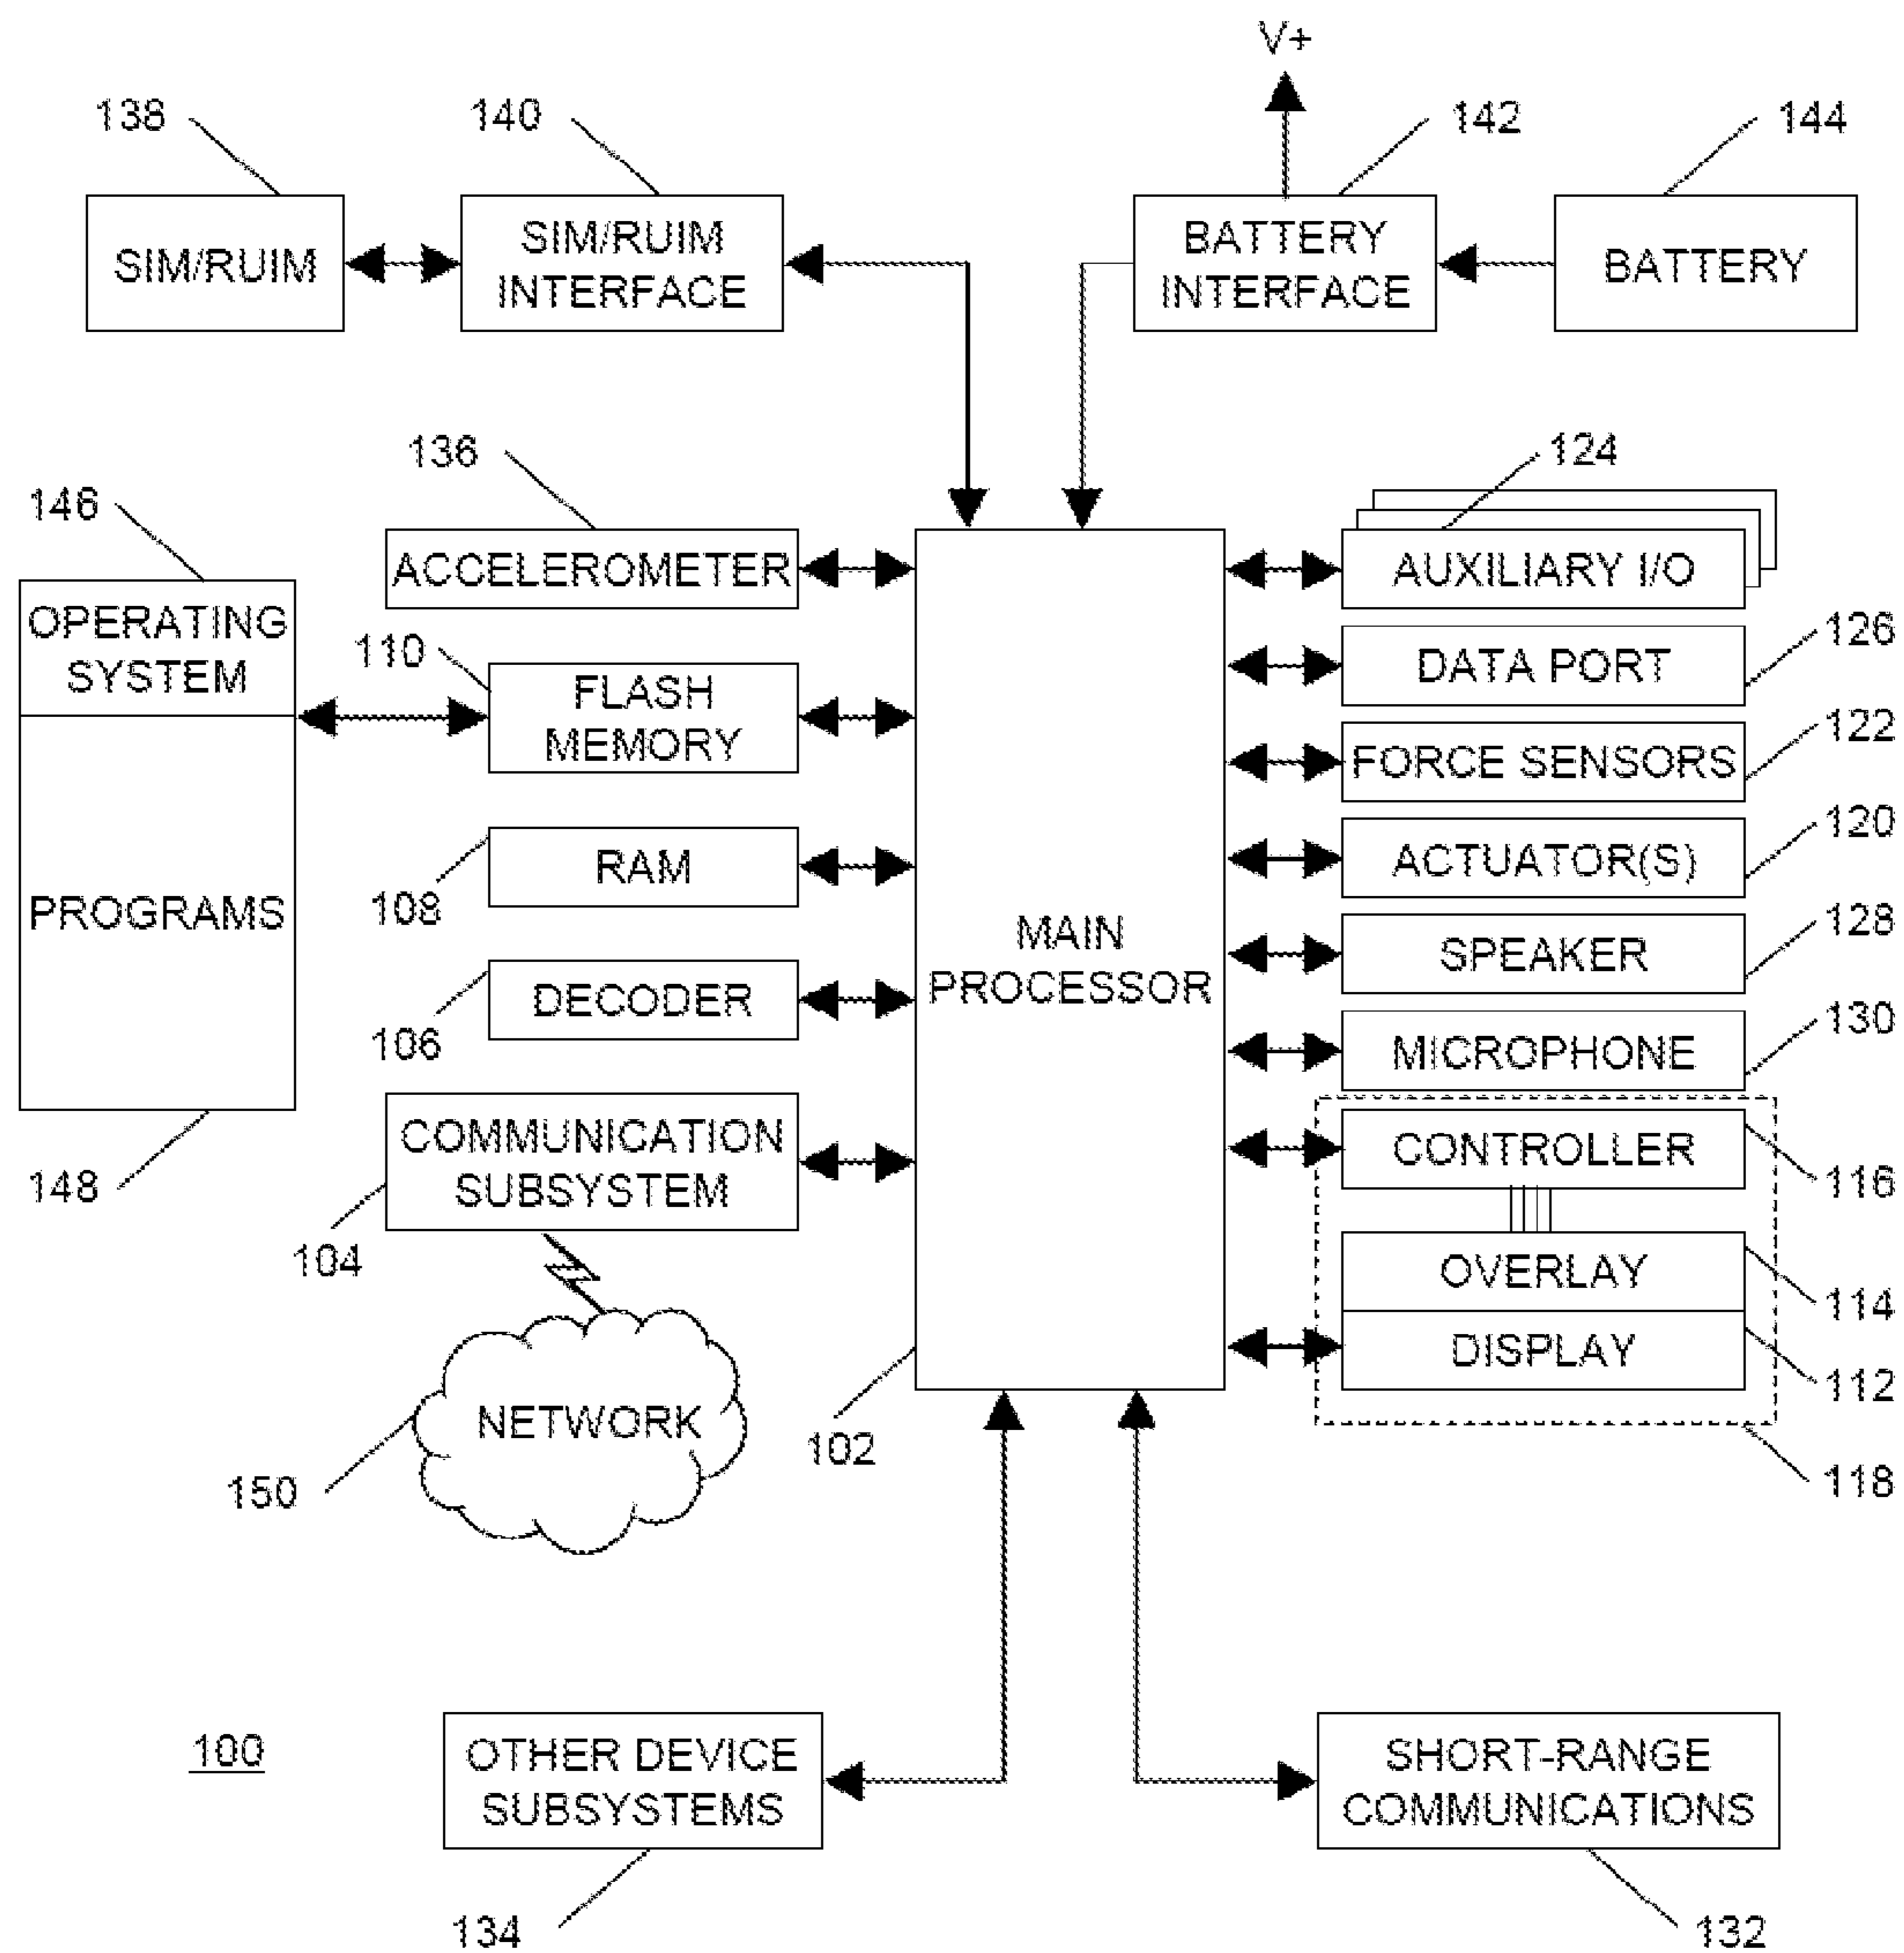 V+
138
140
142
144
SIM/RUIM
SIM/RUIM
INTERFACE
BATTERY
INTERFACE
BATTERY
136
124
146
ACCELEROMETER
AUXILIARY I/O
OPERATING
SYSTEM
110
FLASH
MEMORY
DATA PORT
126
FORCE SENSORS
122
PROGRAMS
RAM
108
ACTUATOR(S)
120
MAIN
PROCESSOR
SPEAKER
128
DECODER
106
MICROPHONE
130
COMMUNICATION
SUBSYSTEM
CONTROLLER
116
148
104
OVERLAY
114
DISPLAY
112
NETWORK
150
102
118
100
OTHER DEVICE
SUBSYSTEMS
SHORT-RANGE
COMMUNICATIONS
134
132